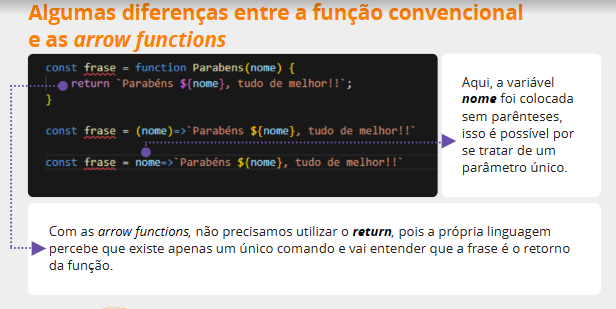 Algumas diferenças entre a função convencional
e as arrow functions
const frase = function Parabens(nome) {
return `Parabéns ${nome}, tudo de melhor!!`;
}
const frase = (nome)=>`Parabéns ${nome}, tudo de melhor!!`
const frase = nome=>`Parabéns ${nome}, tudo de melhor!!`
Aqui, a variável
nome foi colocada
sem parênteses,
isso é possível por
se tratar de um
parâmetro único.
Com as arrow functions, não precisamos utilizar o return, pois a própria linguagem
percebe que existe apenas um único comando e vai entender que a frase é o retorno
da função.